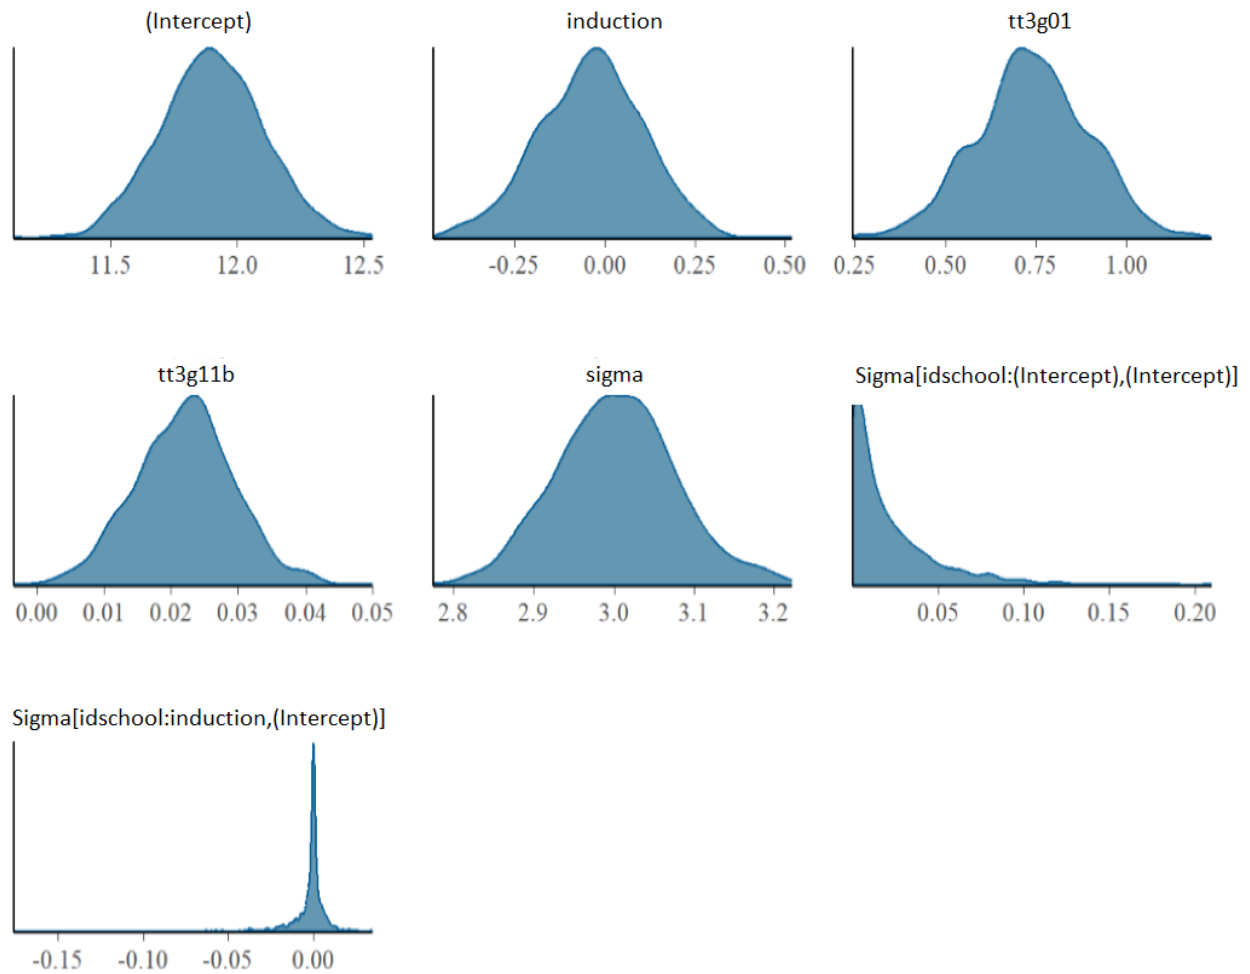 (Intercept) induction tt3g01
11.5 12.0 12.5 -0.25 0.00 0.25 0.50 0.25 0.50 0.75 1.00
tt3g11b sigma Sigma[idschool:(Intercept),(Intercept)]
0.00 0.01 0.02 0.03 0.04 0.05 2.8 2.9 3.0 3.1 3.2 0.05 0.10 0.15 0.20
Sigma[idschool:induction,(Intercept)]
-0.15 -0.10 -0.05 0.00